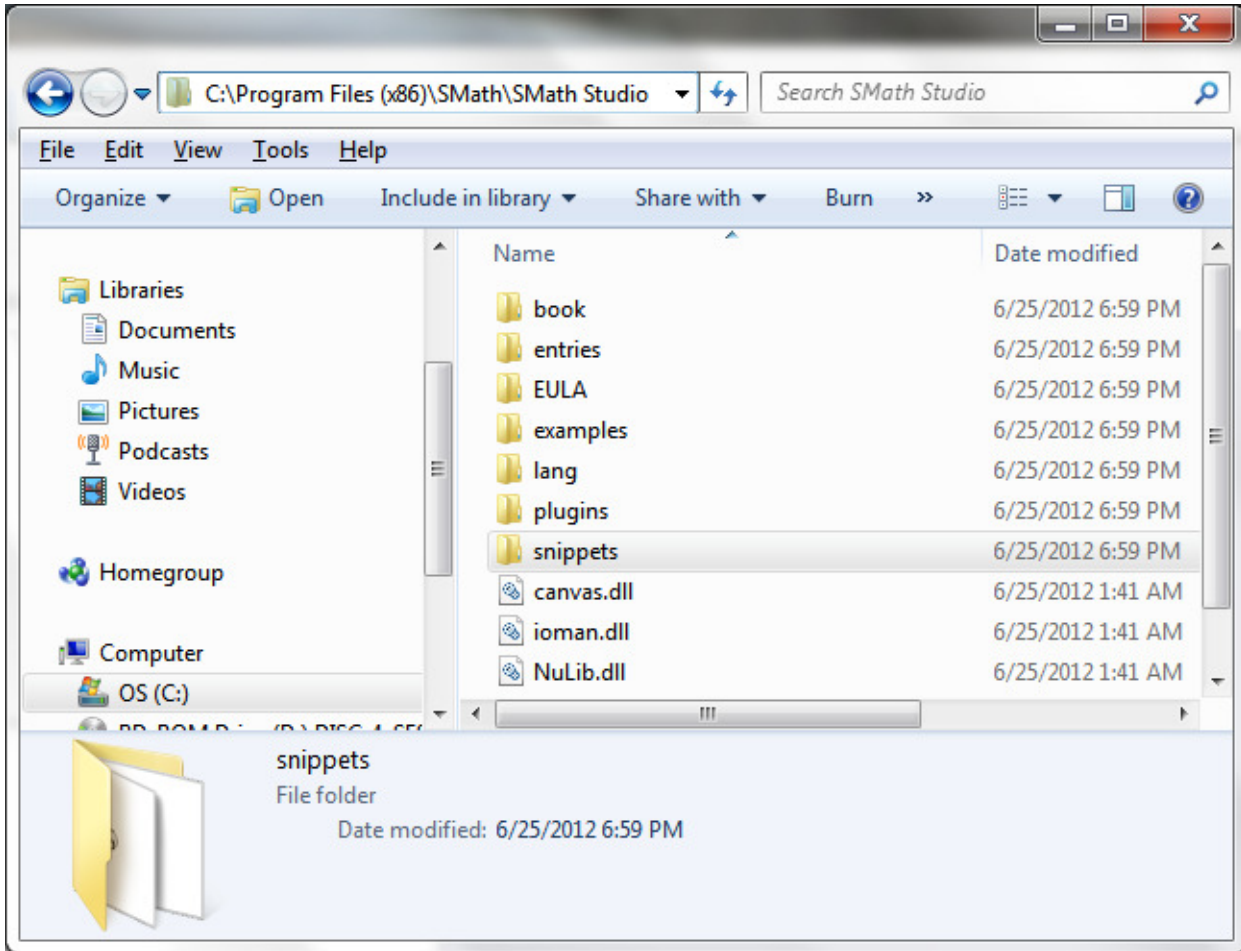 C:\Program Files (x86)\SMath\SMath Studio
Search SMath Studio
File Edit View Tools Help
Organize Open Include in library Share with Burn »
Name Date modified
Libraries
Documents
Music
Pictures
Podcasts
Videos
Homegroup
Computer
OS (C:)
book 6/25/2012 6:59 PM
entries 6/25/2012 6:59 PM
EULA 6/25/2012 6:59 PM
examples 6/25/2012 6:59 PM
lang 6/25/2012 6:59 PM
plugins 6/25/2012 6:59 PM
snippets 6/25/2012 6:59 PM
canvas.dll 6/25/2012 1:41 AM
ioman.dll 6/25/2012 1:41 AM
NuLib.dll 6/25/2012 1:41 AM
snippets
File folder
Date modified: 6/25/2012 6:59 PM